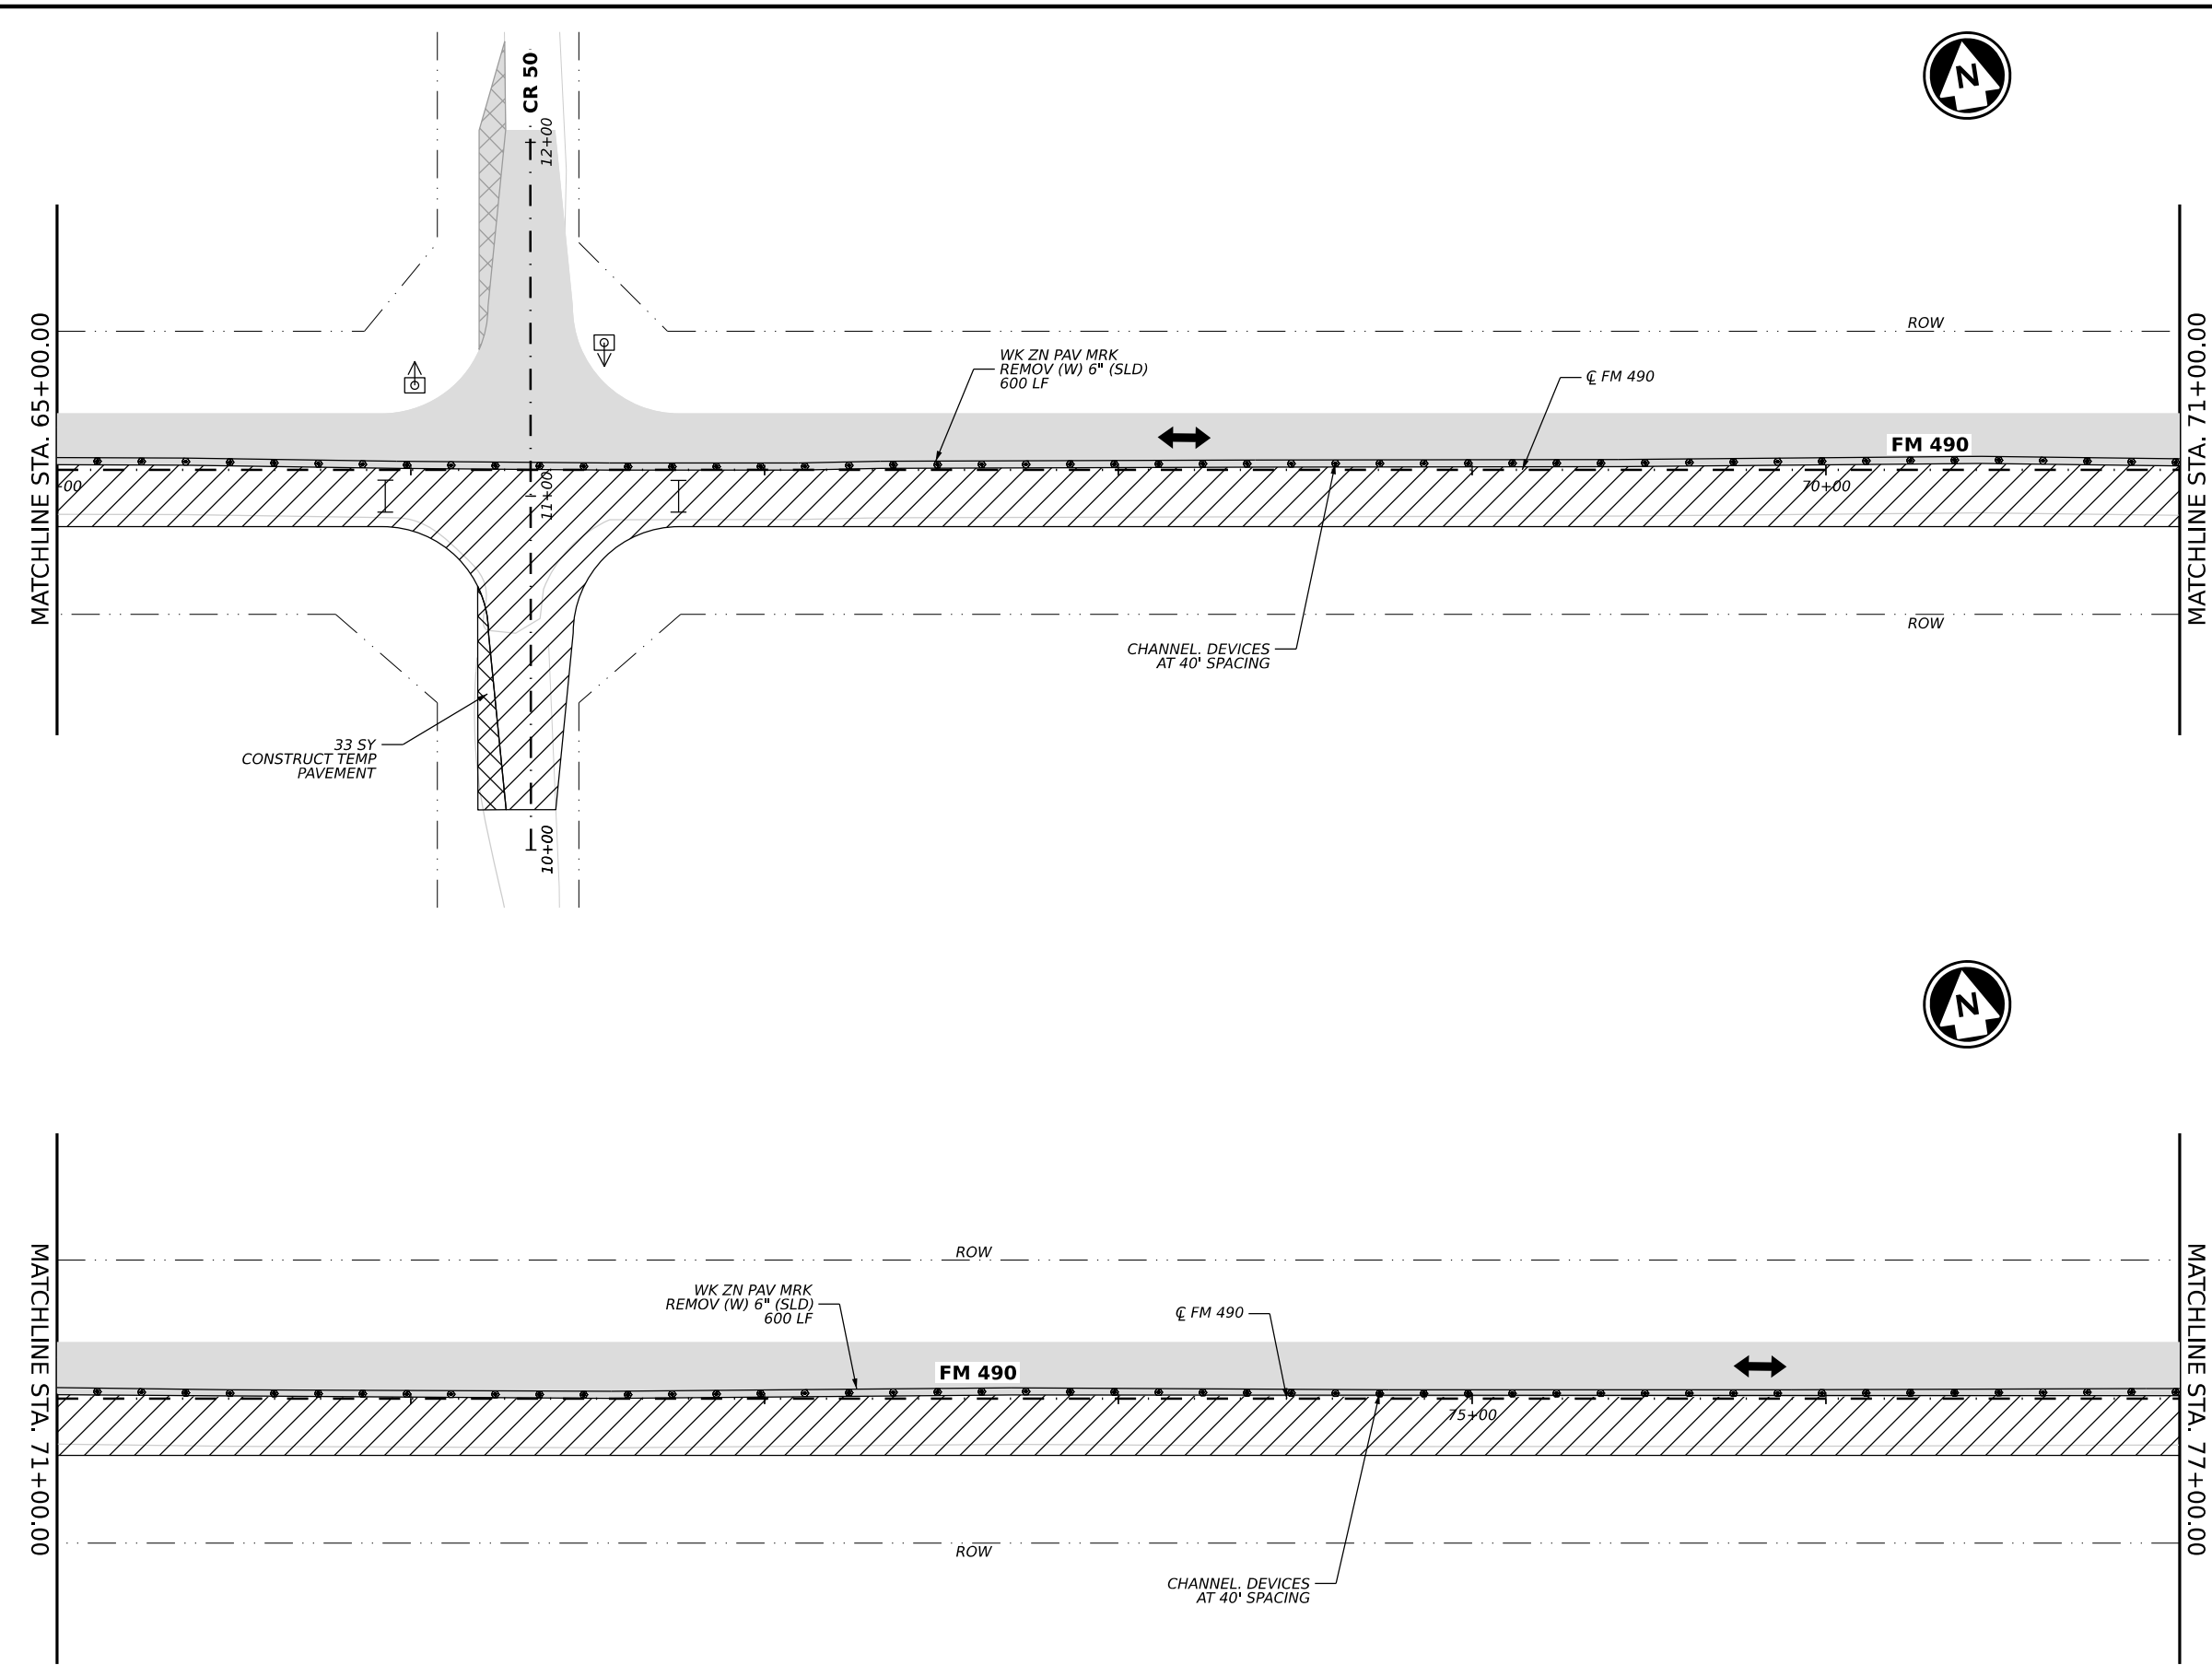 CR 50
12+00
N
MATCHLINE STA. 65+00.00
MATCHLINE STA. 71+00.00
ROW
WK ZN PAV MRK
REMOV (W) 6" (SLD)
600 LF
℄ FM 490
FM 490
+00
11+00
70+00
ROW
CHANNEL. DEVICES
AT 40' SPACING
33 SY
CONSTRUCT TEMP
PAVEMENT
10+00
N
MATCHLINE STA. 71+00.00
MATCHLINE STA. 77+00.00
ROW
WK ZN PAV MRK
REMOV (W) 6" (SLD)
600 LF
℄ FM 490
FM 490
75+00
ROW
CHANNEL. DEVICES
AT 40' SPACING